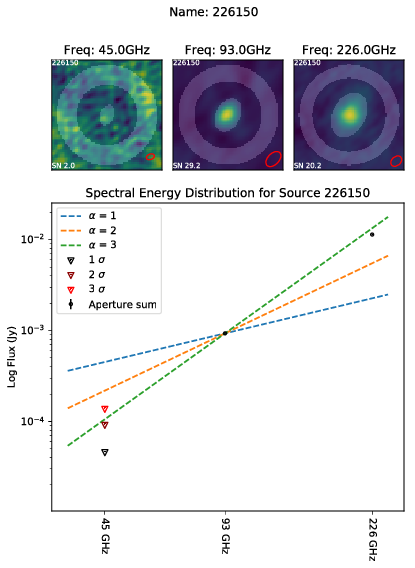 Name: 226150
Freq: 45.0GHz
Freq: 93.0GHz
Freq: 226.0GHz
226150
226150
226150
SN 2.0
SN 29.2
SN 20.2
Spectral Energy Distribution for Source 226150
α = 1
α = 2
α = 3
1 σ
2 σ
3 σ
Aperture sum
Log Flux (Jy)
10⁻²
10⁻³
10⁻⁴
45 GHz
93 GHz
226 GHz